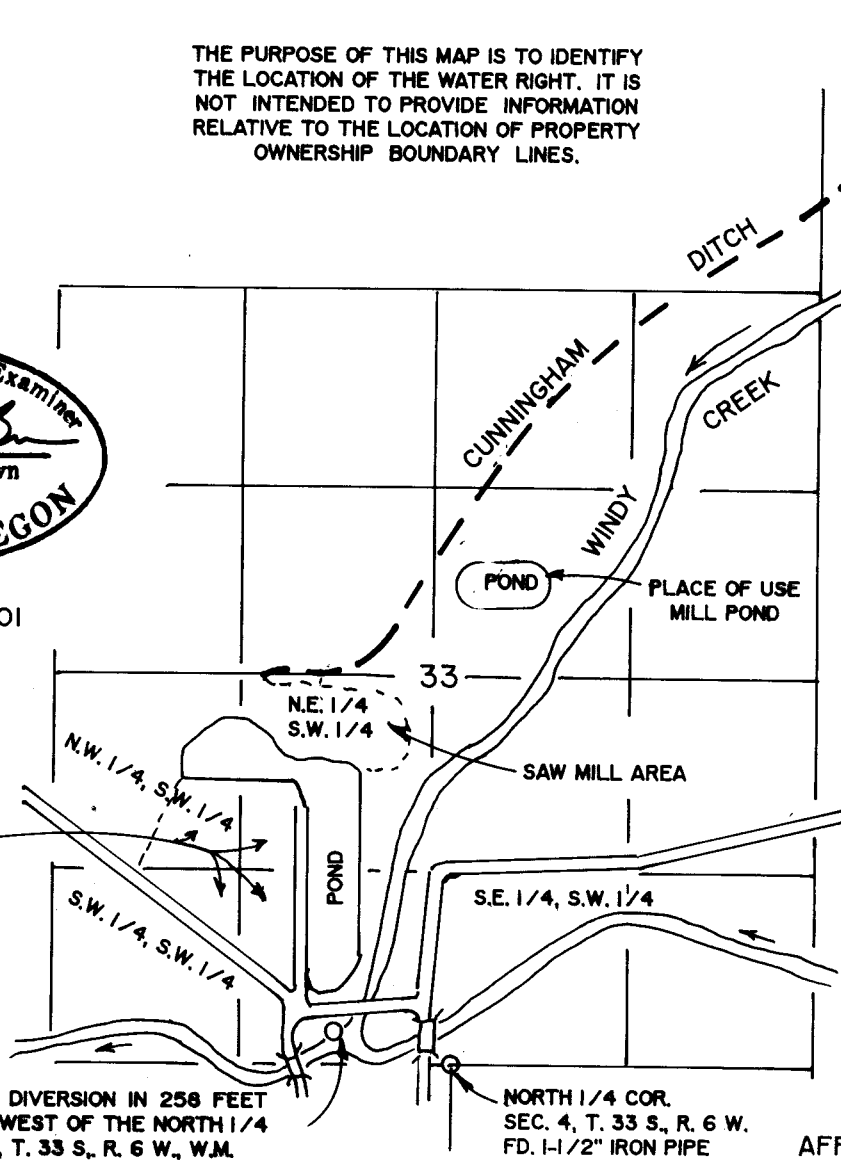 THE PURPOSE OF THIS MAP IS TO IDENTIFY
THE LOCATION OF THE WATER RIGHT. IT IS
NOT INTENDED TO PROVIDE INFORMATION
RELATIVE TO THE LOCATION OF PROPERTY
OWNERSHIP BOUNDARY LINES.
DITCH
CUNNINGHAM
CREEK
WINDY
Examiner
EGON
POND
PLACE OF USE
MILL POND
33
N.E. 1/4
S.W. 1/4
N.W. 1/4, S.W. 1/4
SAW MILL AREA
POND
S.E. 1/4, S.W. 1/4
S.W. 1/4, S.W. 1/4
DIVERSION IN 258 FEET
WEST OF THE NORTH 1/4
, T. 33 S., R. 6 W., W.M.
NORTH 1/4 COR.
SEC. 4, T. 33 S., R. 6 W.
FD. 1-1/2" IRON PIPE